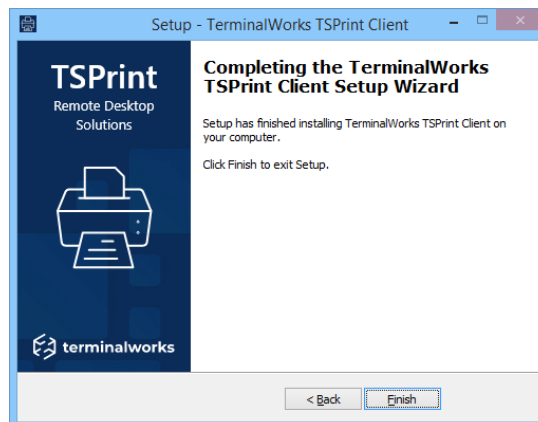 Setup - TerminalWorks TSPrint Client
TSPrint
Remote Desktop
Solutions
terminalworks
Completing the TerminalWorks
TSPrint Client Setup Wizard
Setup has finished installing TerminalWorks TSPrint Client on
your computer.
Click Finish to exit Setup.
< Back
Finish